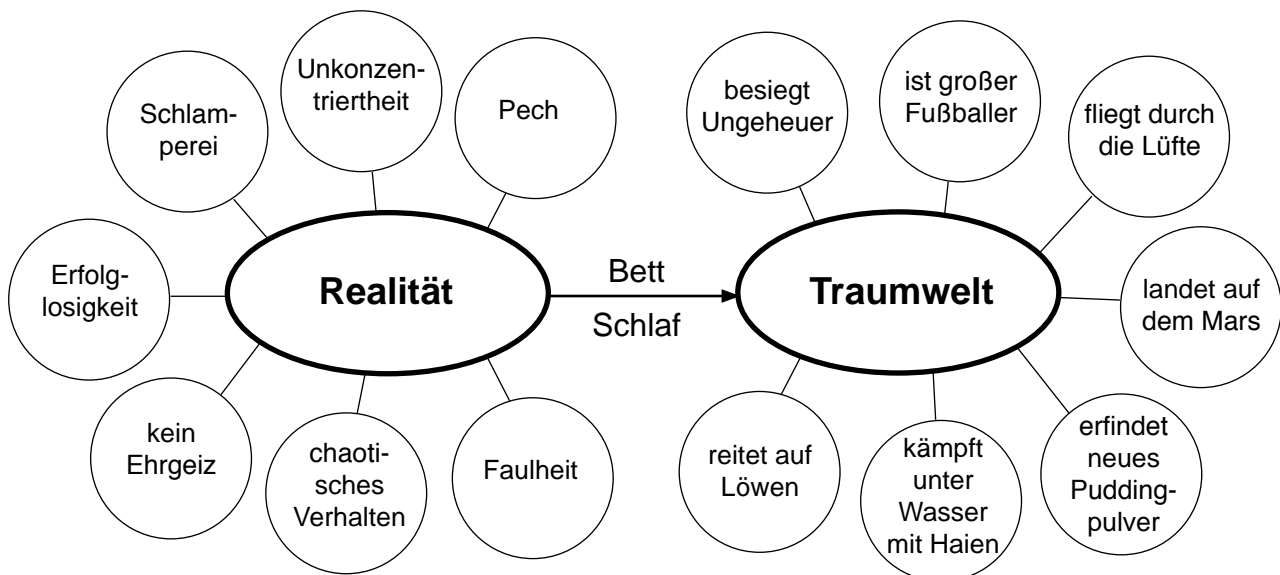 Schlam-
perei
Unkonzen-
triertheit
Pech
Erfolg-
losigkeit
Realität
kein
Ehrgeiz
chaoti-
sches
Verhalten
Faulheit
Bett
Schlaf
besiegt
Ungeheuer
ist großer
Fußballer
fliegt durch
die Lüfte
Traumwelt
landet auf
dem Mars
reitet auf
Löwen
kämpft
unter
Wasser
mit Haien
erfindet
neues
Pudding-
pulver